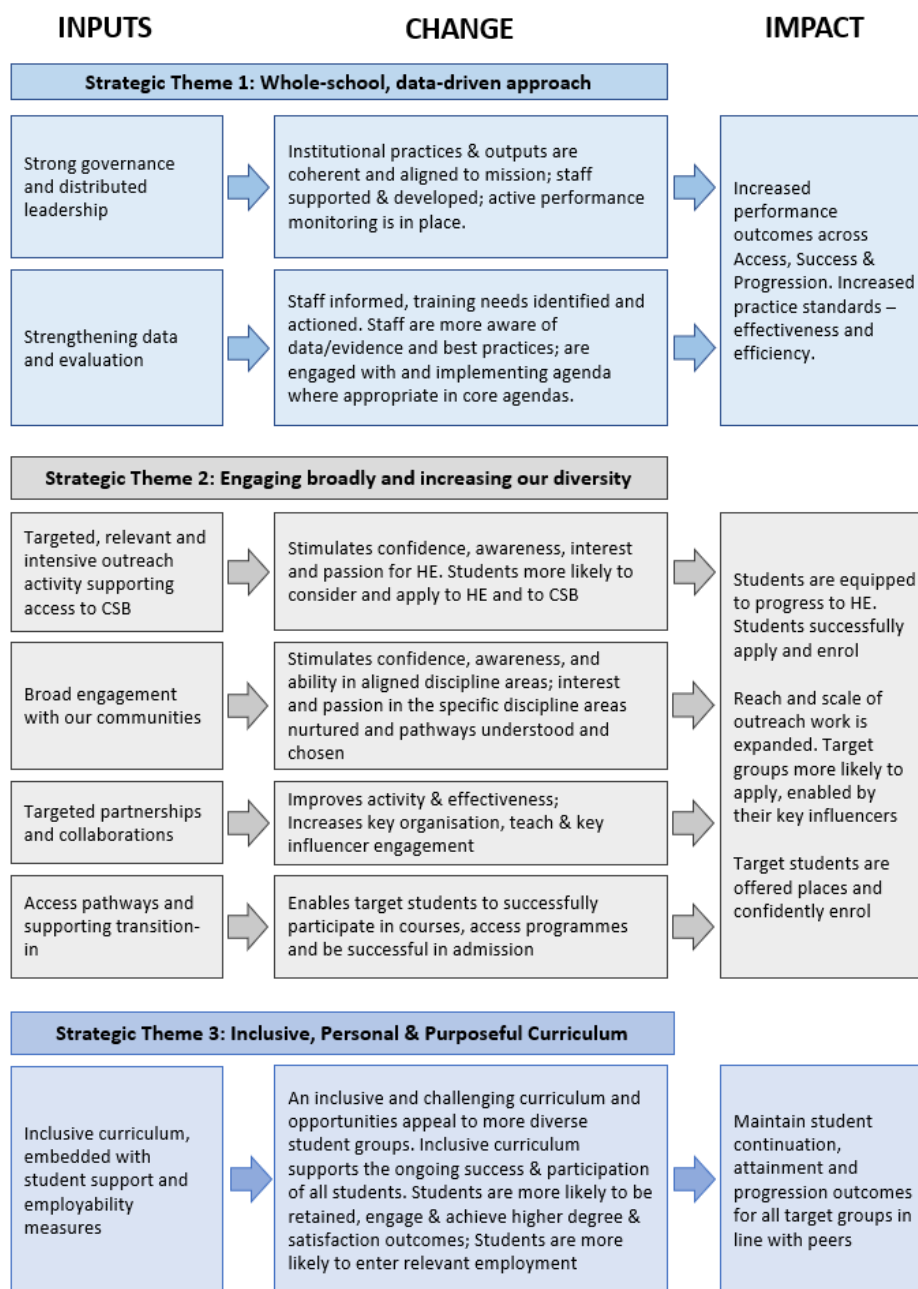 INPUTS
CHANGE
IMPACT
Strategic Theme 1: Whole-school, data-driven approach
Strong governance
and distributed
leadership
Institutional practices & outputs are
coherent and aligned to mission; staff
supported & developed; active performance
monitoring is in place.
Strengthening data
and evaluation
Staff informed, training needs identified and
actioned. Staff are more aware of
data/evidence and best practices; are
engaged with and implementing agenda
where appropriate in core agendas.
Increased
performance
outcomes across
Access, Success &
Progression. Increased
practice standards –
effectiveness and
efficiency.
Strategic Theme 2: Engaging broadly and increasing our diversity
Targeted, relevant and
intensive outreach
activity supporting
access to CSB
Stimulates confidence, awareness, interest
and passion for HE. Students more likely to
consider and apply to HE and to CSB
Broad engagement
with our communities
Stimulates confidence, awareness, and
ability in aligned discipline areas; interest
and passion in the specific discipline areas
nurtured and pathways understood and
chosen
Targeted partnerships
and collaborations
Improves activity & effectiveness;
Increases key organisation, teach & key
influencer engagement
Access pathways and
supporting transition-
in
Enables target students to successfully
participate in courses, access programmes
and be successful in admission
Students are equipped
to progress to HE.
Students successfully
apply and enrol
Reach and scale of
outreach work is
expanded. Target
groups more likely to
apply, enabled by
their key influencers
Target students are
offered places and
confidently enrol
Strategic Theme 3: Inclusive, Personal & Purposeful Curriculum
Inclusive curriculum,
embedded with
student support and
employability
measures
An inclusive and challenging curriculum and
opportunities appeal to more diverse
student groups. Inclusive curriculum
supports the ongoing success & participation
of all students. Students are more likely to be
retained, engage & achieve higher degree &
satisfaction outcomes; Students are more
likely to enter relevant employment
Maintain student
continuation,
attainment and
progression outcomes
for all target groups in
line with peers